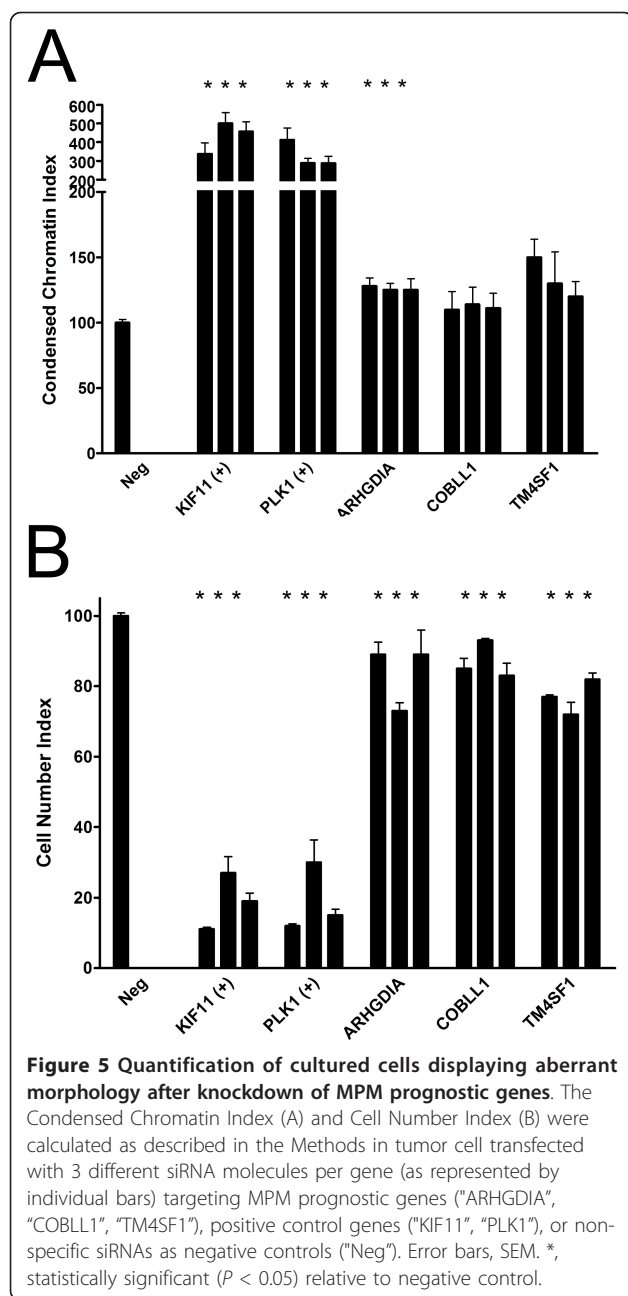 A
* * * * * * * * *
600
500
400
300
200
200
150
100
50
0
Condensed Chromatin Index
Neg
KIF11 (+)
PLK1 (+)
ARHGDIA
COBLL1
TM4SF1
B
* * * * * * * * * * * * * * *
100
80
60
40
20
0
Cell Number Index
Neg
KIF11 (+)
PLK1 (+)
ARHGDIA
COBLL1
TM4SF1
Figure 5 Quantification of cultured cells displaying aberrant
morphology after knockdown of MPM prognostic genes. The
Condensed Chromatin Index (A) and Cell Number Index (B) were
calculated as described in the Methods in tumor cell transfected
with 3 different siRNA molecules per gene (as represented by
individual bars) targeting MPM prognostic genes ("ARHGDIA",
"COBLL1", "TM4SF1"), positive control genes ("KIF11", "PLK1"), or non-
specific siRNAs as negative controls ("Neg"). Error bars, SEM. *,
statistically significant (P < 0.05) relative to negative control.